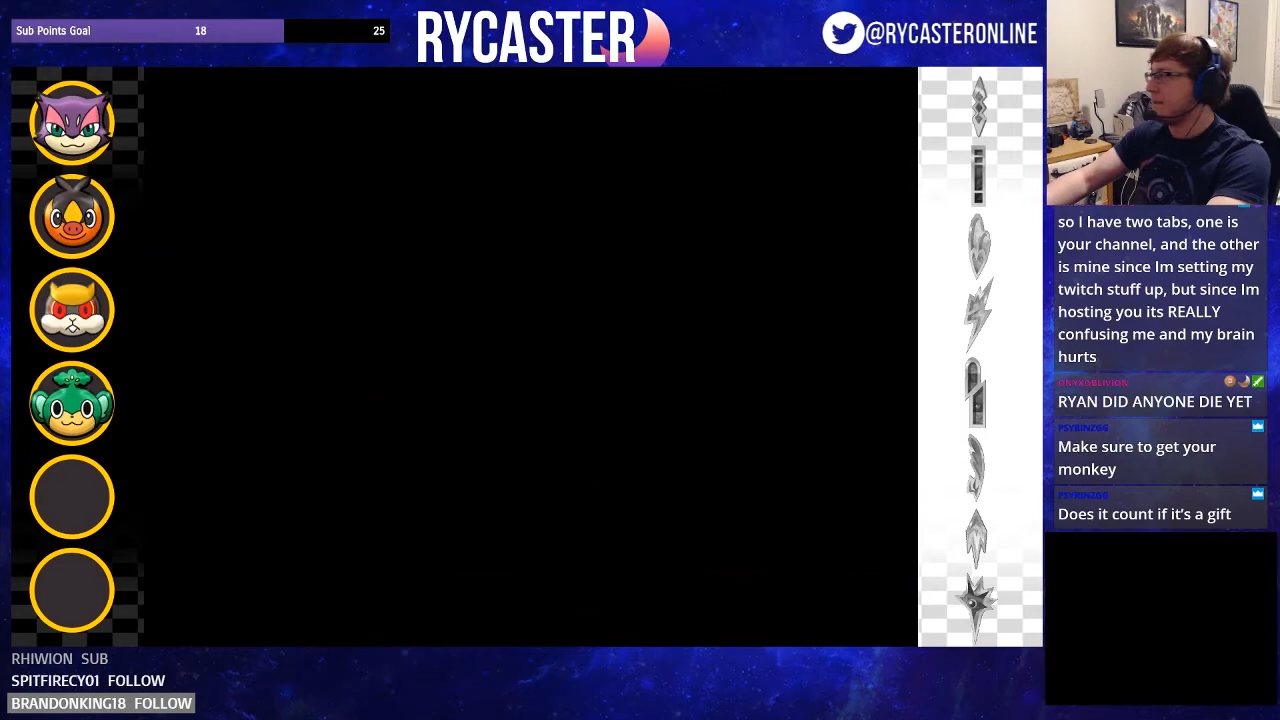 Sub Points Goal 18 25
RYCASTER
@RYCASTERONLINE
so I have two tabs, one is
your channel, and the other
is mine since Im setting my
twitch stuff up, but since Im
hosting you its REALLY
confusing me and my brain
hurts
ONYXOBLIVION
RYAN DID ANYONE DIE YET
PSYRINZGG
Make sure to get your
monkey
PSYRINZGG
Does it count if it's a gift
RHIWION SUB
SPITFIRECY01 FOLLOW
BRANDONKING18 FOLLOW